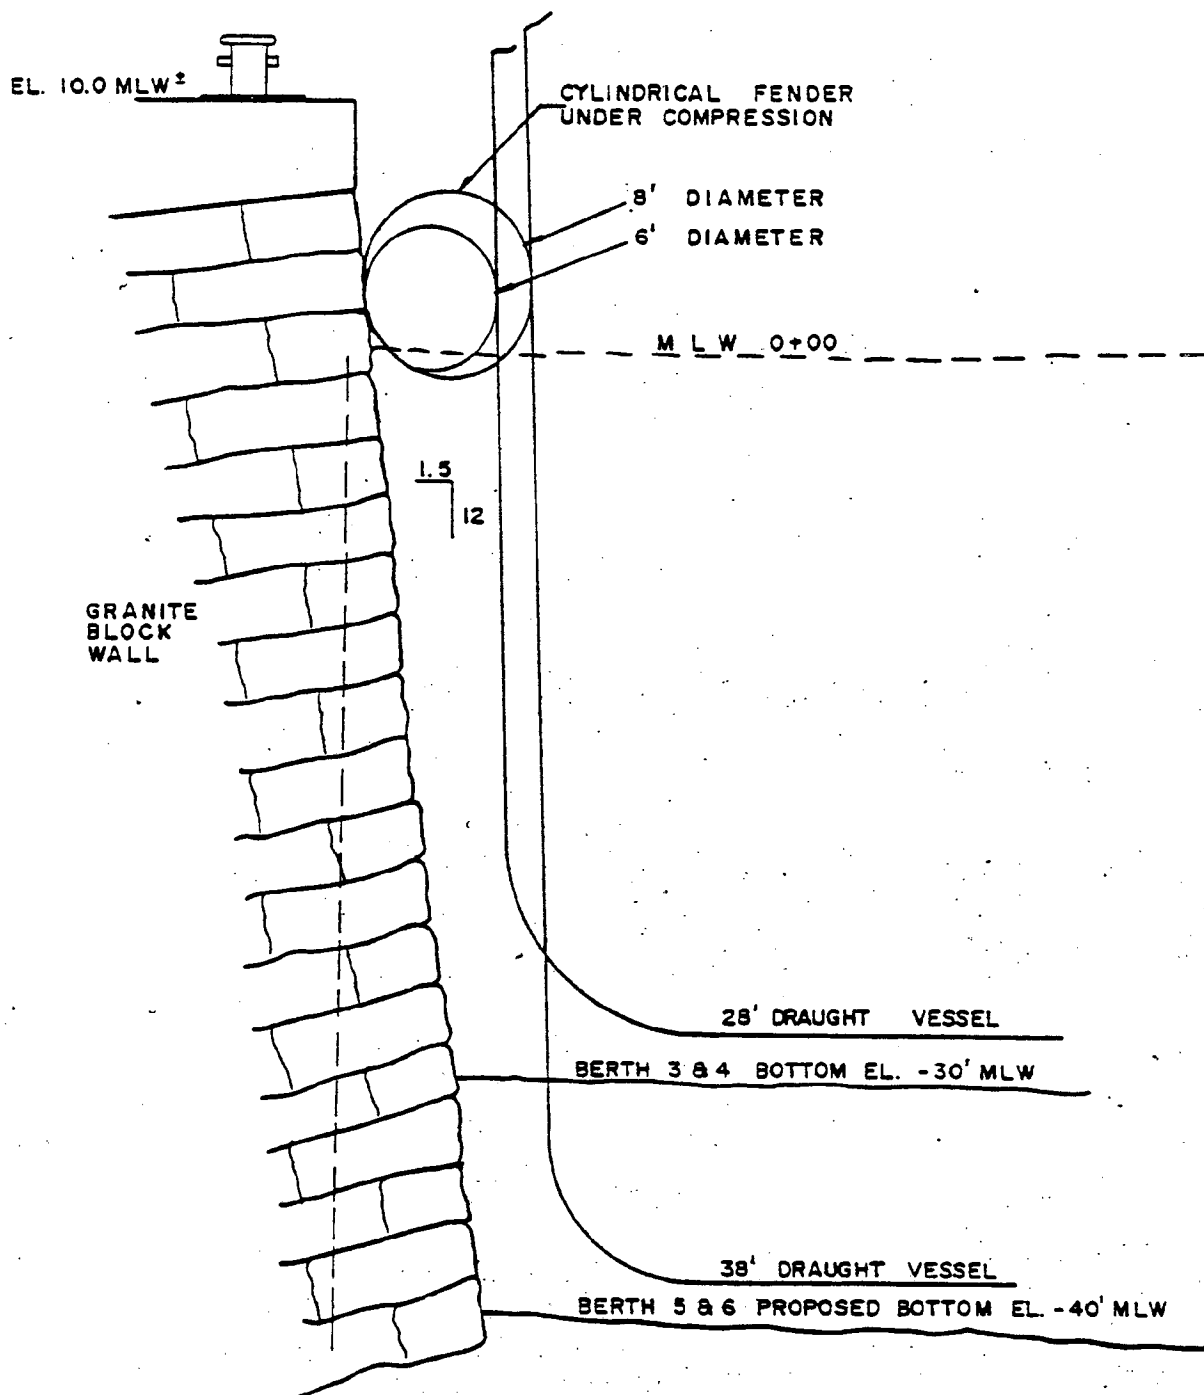 EL. 10.0 MLW ±
CYLINDRICAL FENDER
UNDER COMPRESSION
8' DIAMETER
6' DIAMETER
MLW 0+00
1.5
12
GRANITE
BLOCK
WALL
28' DRAUGHT VESSEL
BERTH 3 & 4 BOTTOM EL. -30' MLW
38' DRAUGHT VESSEL
BERTH 5 & 6 PROPOSED BOTTOM EL. -40' MLW